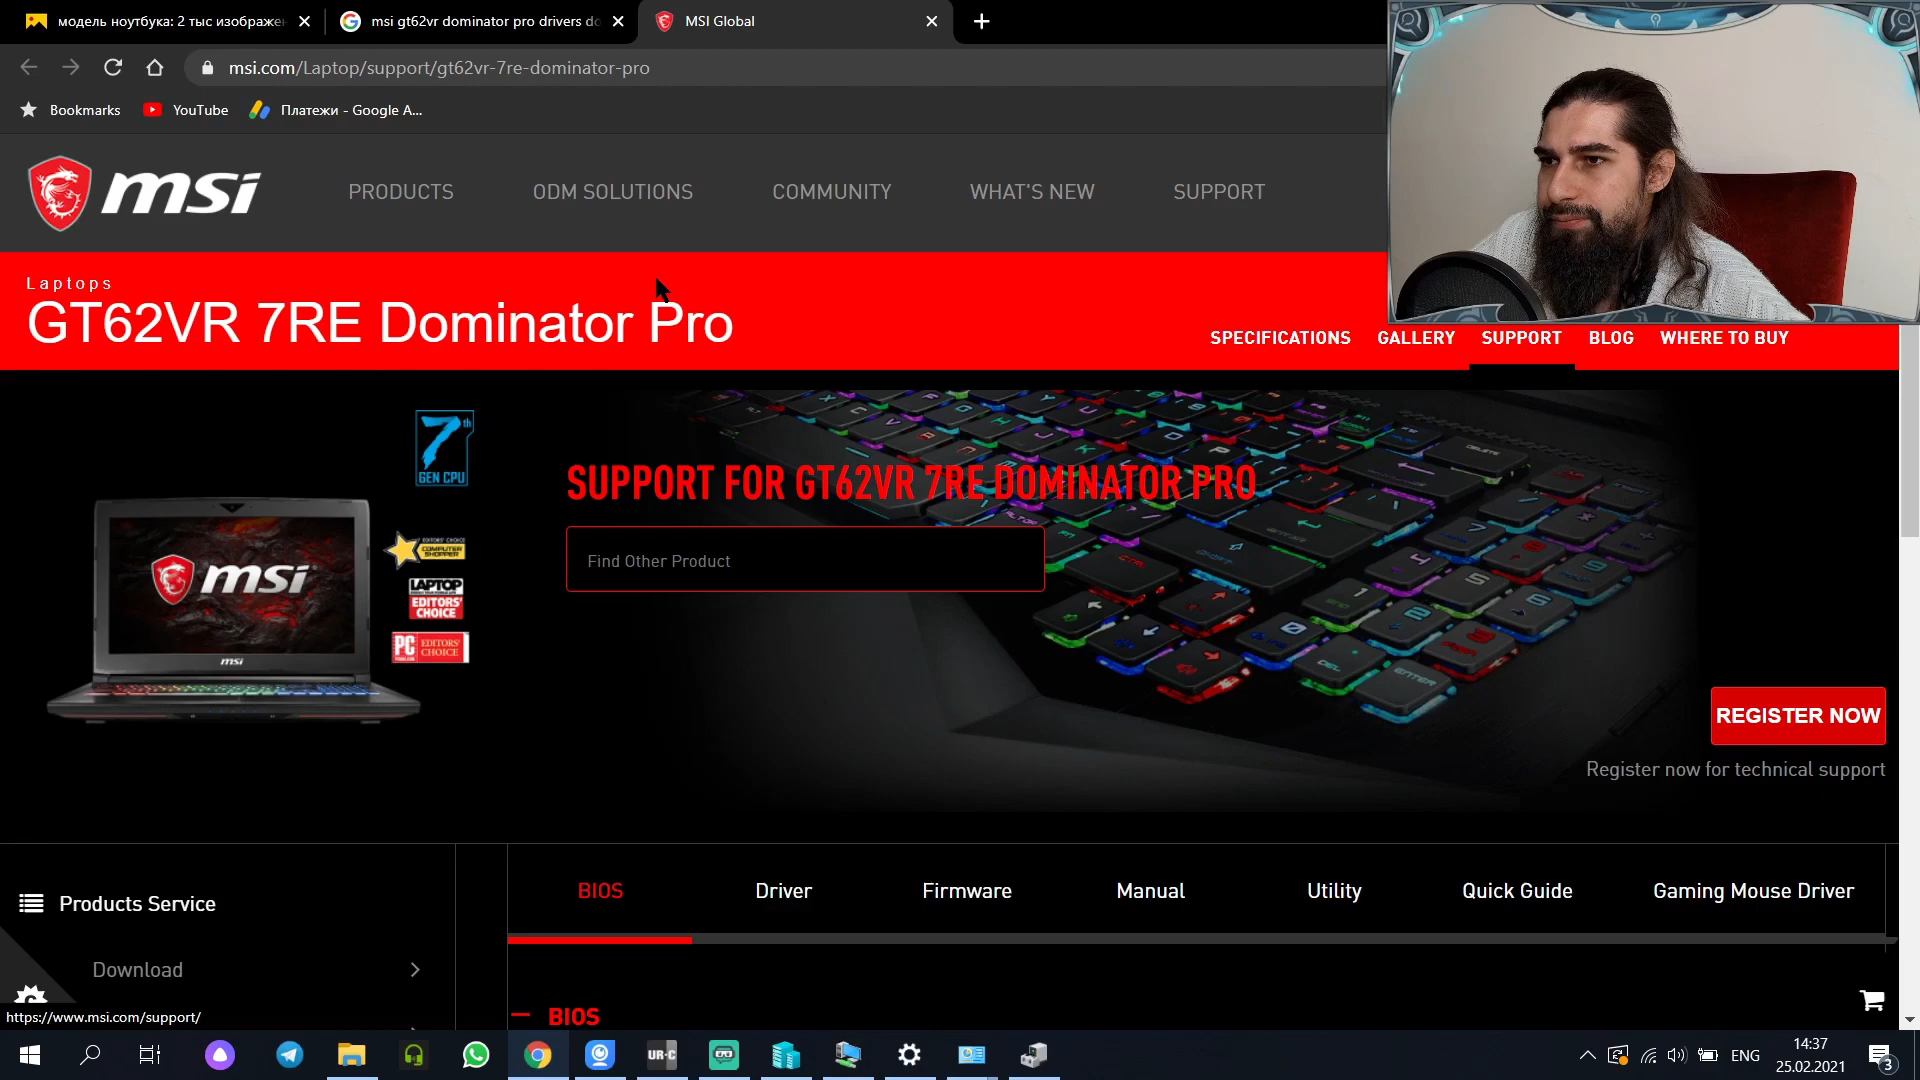 модель ноутбука: 2 тыс изображен
msi gt62vr dominator pro drivers do
MSI Global
msi.com/Laptop/support/gt62vr-7re-dominator-pro
Bookmarks
YouTube
Платежи - Google A...
msi
PRODUCTS
ODM SOLUTIONS
COMMUNITY
WHAT'S NEW
SUPPORT
Laptops
GT62VR 7RE Dominator Pro
SPECIFICATIONS
GALLERY
SUPPORT
BLOG
WHERE TO BUY
7th
GEN CPU
EDITORS' CHOICE
COMPUTER SHOPPER
LAPTOP
EDITORS' CHOICE
PC
EDITORS' CHOICE
msi
msi
SUPPORT FOR GT62VR 7RE DOMINATOR PRO
Find Other Product
REGISTER NOW
Register now for technical support
Products Service
Download
BIOS
Driver
Firmware
Manual
Utility
Quick Guide
Gaming Mouse Driver
BIOS
https://www.msi.com/support/
UR-C
ENG
14:37
25.02.2021
3